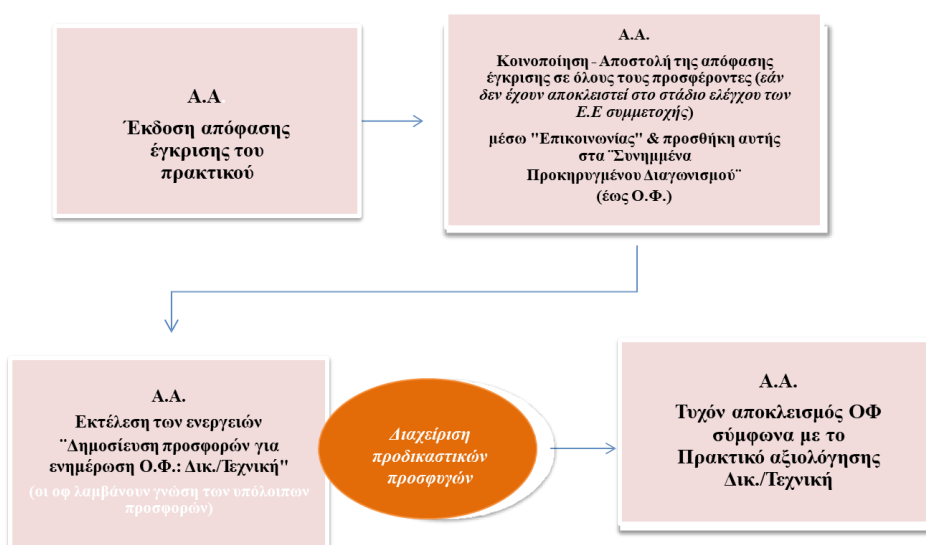 Α.Α.
Έκδοση απόφασης
έγκρισης του
πρακτικού
Α.Α.
Κοινοποίηση - Αποστολή της απόφασης
έγκρισης σε όλους τους προσφέροντες (εάν
δεν έχουν αποκλειστεί στο στάδιο ελέγχου των
Ε.Ε συμμετοχής)
μέσω "Επικοινωνίας" & προσθήκη αυτής
στα ¨Συνημμένα
Προκηρυγμένου Διαγωνισμού¨
(έως Ο.Φ.)
Α.Α.
Εκτέλεση των ενεργειών
¨Δημοσίευση προσφορών για
ενημέρωση Ο.Φ.: Δικ./Τεχνική"
(οι οφ λαμβάνουν γνώση των υπόλοιπων
προσφορών)
Διαχείριση
προδικαστικών
προσφυγών
Α.Α.
Τυχόν αποκλεισμός ΟΦ
σύμφωνα με το
Πρακτικό αξιολόγησης
Δικ./Τεχνική